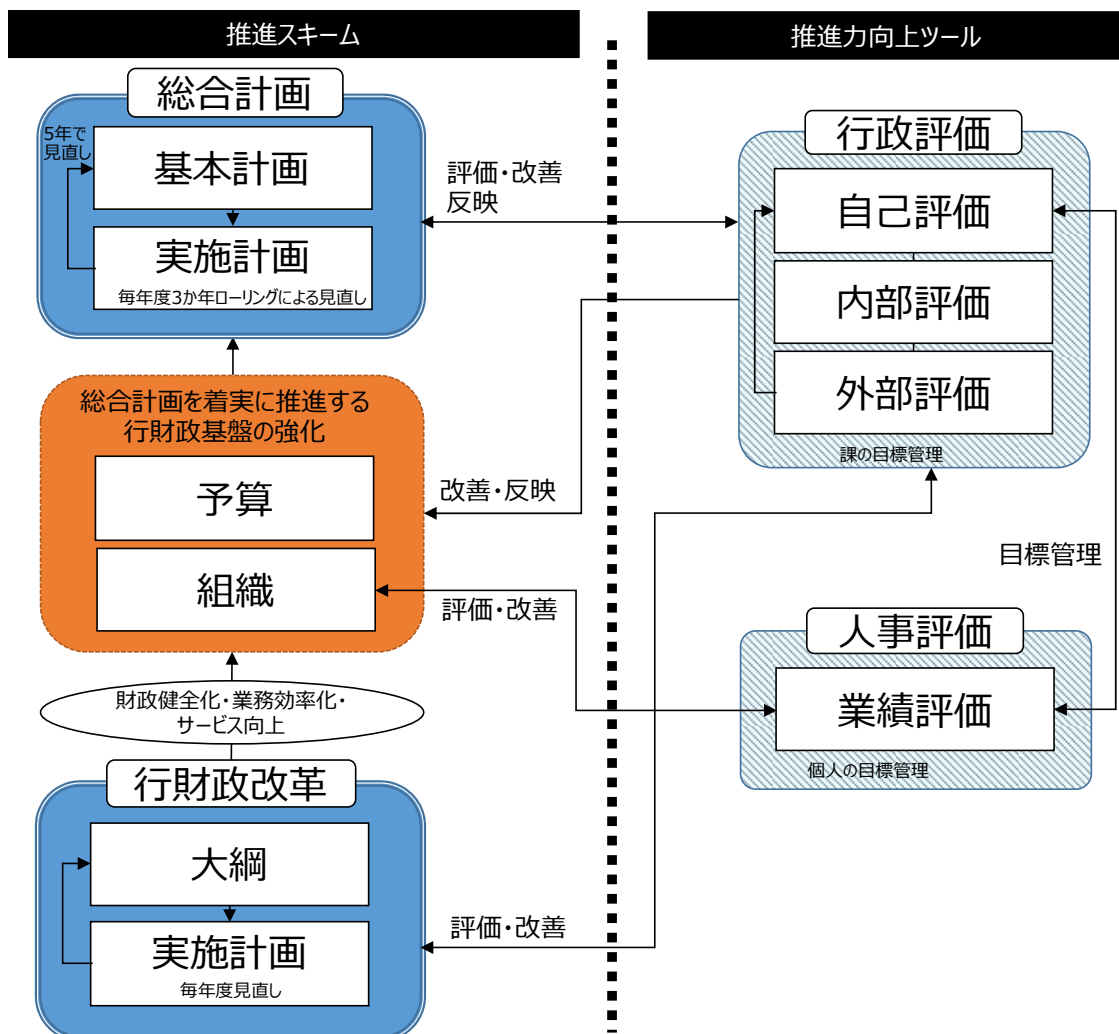 推進スキーム
総合計画
5年で
見直し
基本計画
実施計画
毎年度3か年ローリングによる見直し
総合計画を着実に推進する
行財政基盤の強化
予算
組織
財政健全化・業務効率化・
サービス向上
行財政改革
大綱
実施計画
毎年度見直し
評価・改善
反映
改善・反映
評価・改善
評価・改善
推進力向上ツール
行政評価
自己評価
内部評価
外部評価
課の目標管理
目標管理
人事評価
業績評価
個人の目標管理